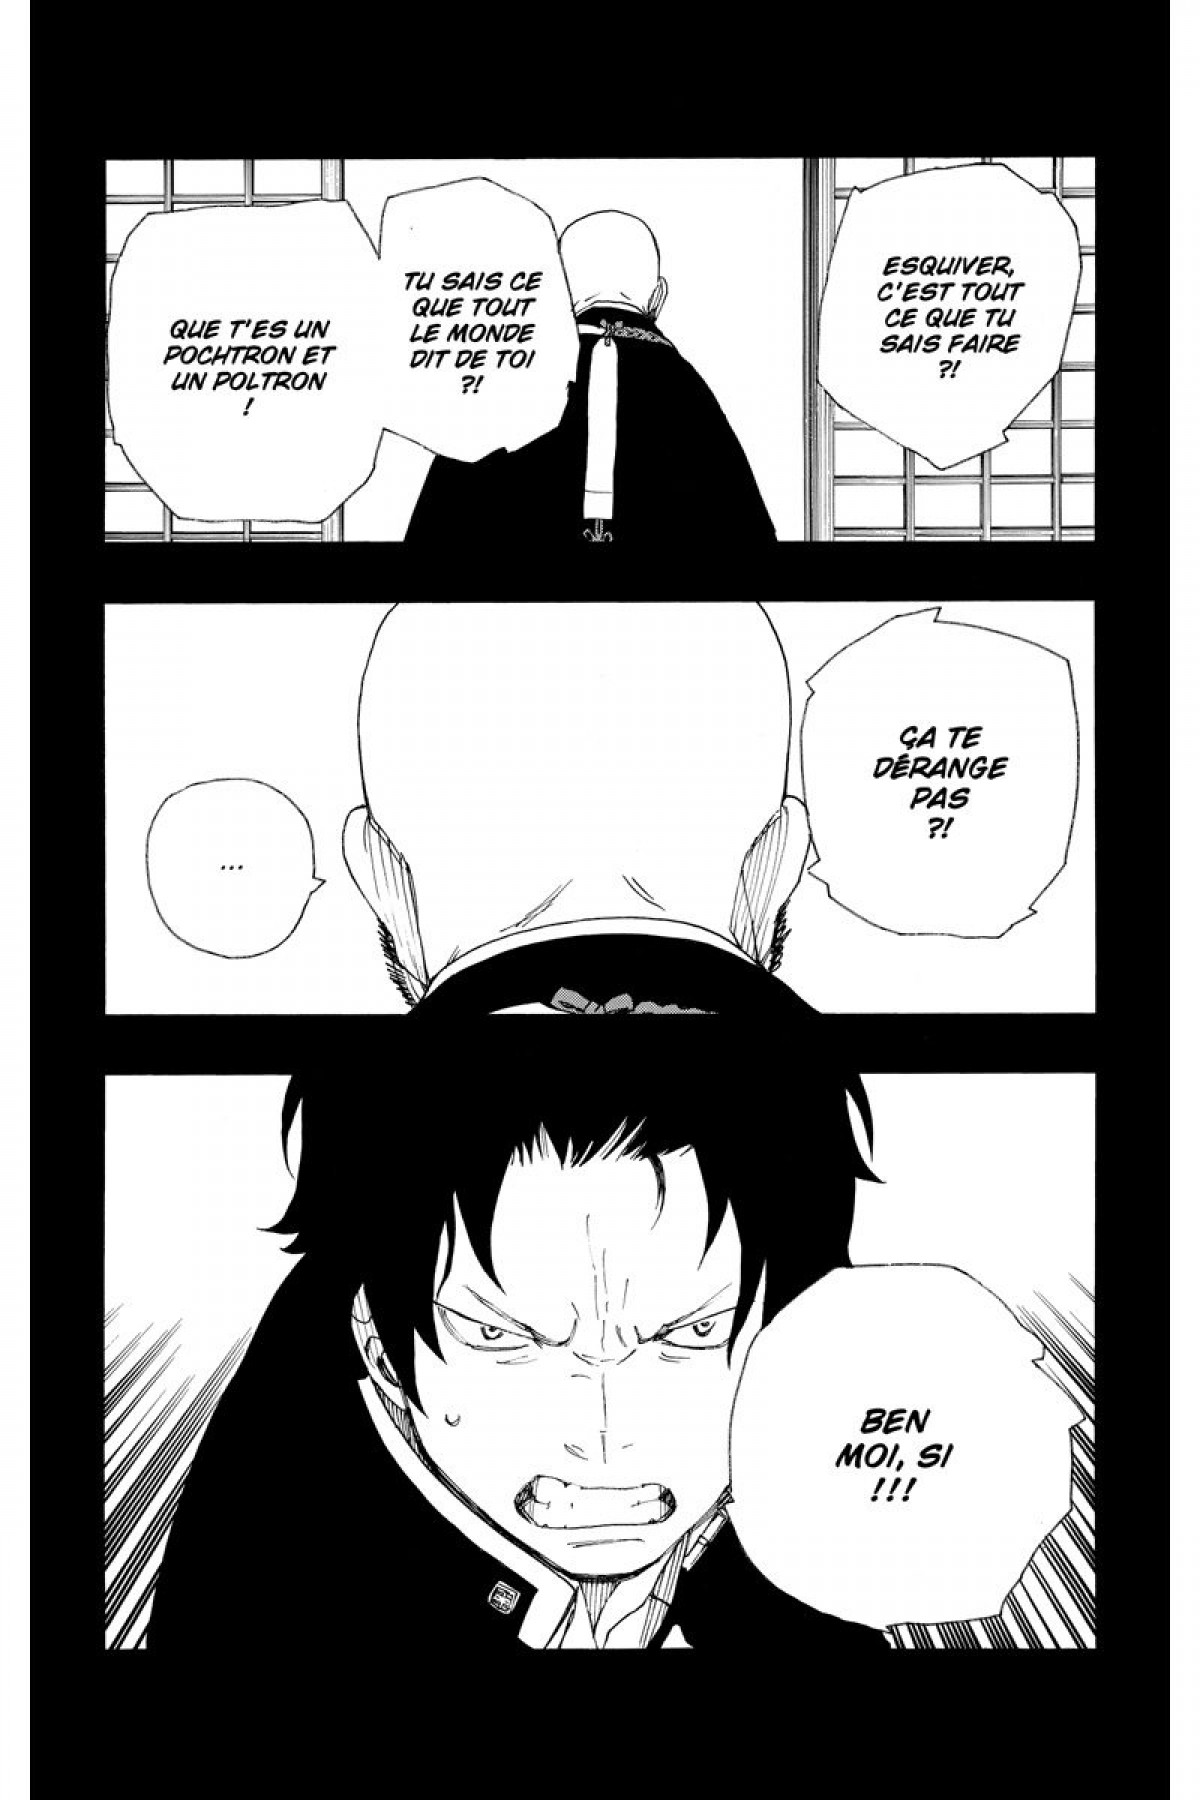 ESQUIVER,
C'EST TOUT
CE QUE TU
SAIS FAIRE
?!
TU SAIS CE
QUE TOUT
LE MONDE
DIT DE TOI
?!
QUE T'ES UN
POCHTRON ET
UN POLTRON
!
ÇA TE
DÉRANGE
PAS
?!
...
BEN
MOI, SI
!!!